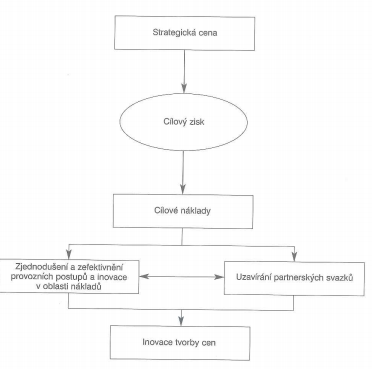 Strategická cena
Cílový zisk
Cílové náklady
Zjednodušení a zefektivnění
provozních postupů a inovace
v oblasti nákladů
Uzavírání partnerských svazků
Inovace tvorby cen